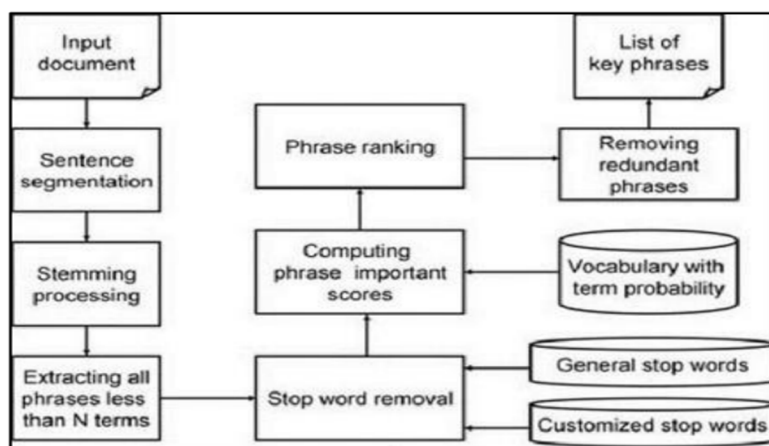 Input
document
Sentence
segmentation
Stemming
processing
Extracting all
phrases less
than N terms
Stop word removal
General stop words
Customized stop words
Computing
phrase important
scores
Vocabulary with
term probability
Phrase ranking
Removing
redundant
phrases
List of
key phrases